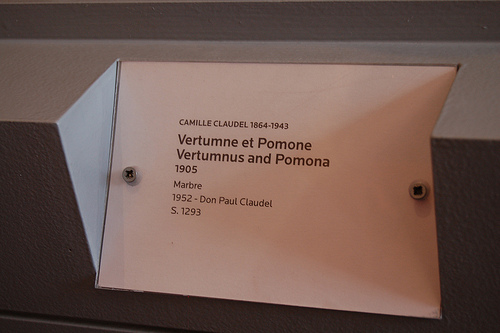 CAMILLE CLAUDEL 1864-1943
Vertumne et Pomone
Vertumnus and Pomona
1905
Marbre
1952 - Don Paul Claudel
S. 1293